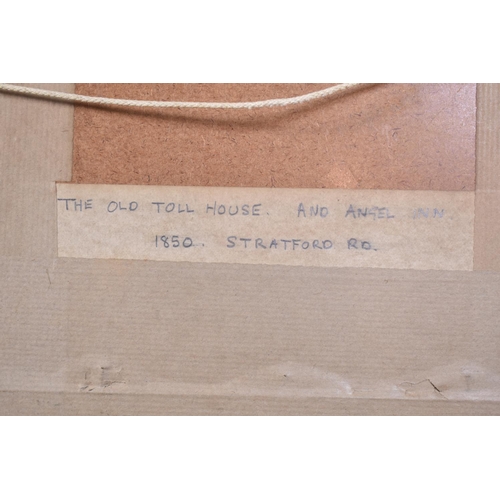 THE OLD TOLL HOUSE. AND ANGEL INN
1850. STRATFORD RD.